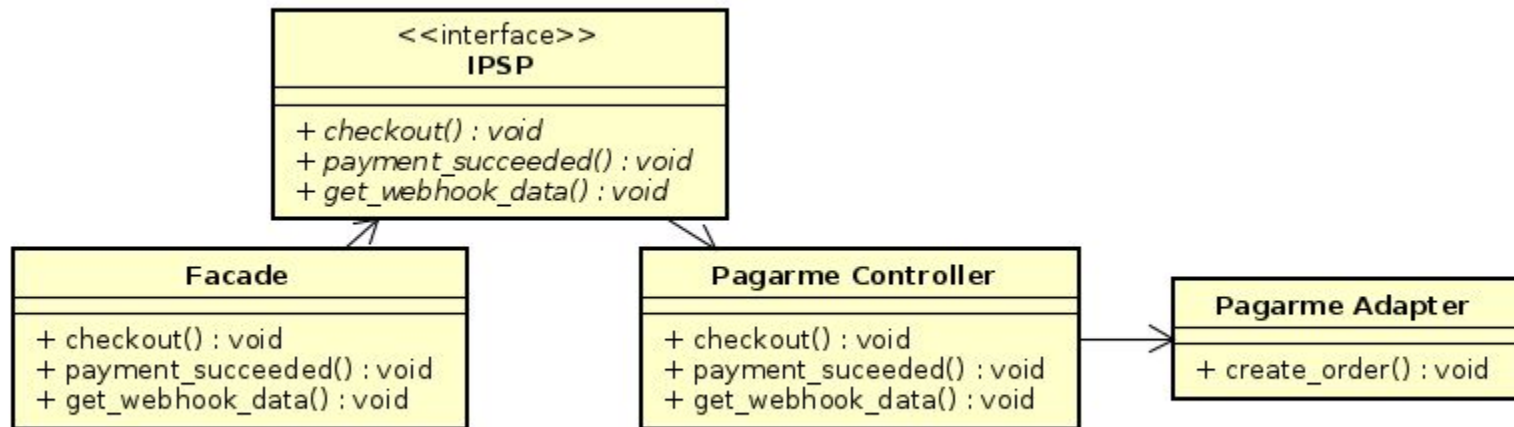 <<interface>>
IPSP
+ checkout() : void
+ payment_succeeded() : void
+ get_webhook_data() : void
Facade
+ checkout() : void
+ payment_succeeded() : void
+ get_webhook_data() : void
Pagarme Controller
+ checkout() : void
+ payment_suceeded() : void
+ get_webhook_data() : void
Pagarme Adapter
+ create_order() : void